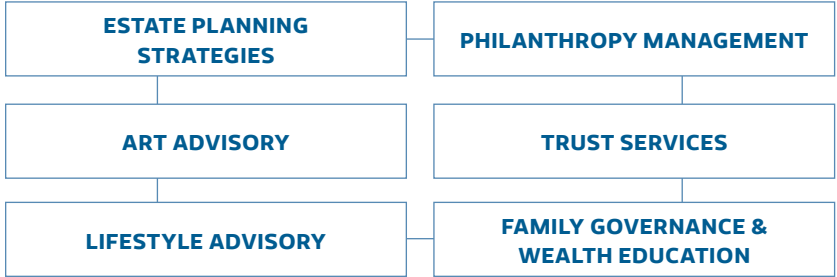 ESTATE PLANNING
STRATEGIES
PHILANTHROPY MANAGEMENT
ART ADVISORY
TRUST SERVICES
LIFESTYLE ADVISORY
FAMILY GOVERNANCE &
WEALTH EDUCATION